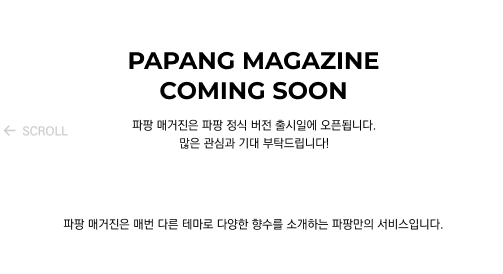 PAPANG MAGAZINE
COMING SOON
파팡 매거진은 파팡 정식 버전 출시일에 오픈됩니다.
많은 관심과 기대 부탁드립니다!
← SCROLL
파팡 매거진은 매번 다른 테마로 다양한 향수를 소개하는 파팡만의 서비스입니다.